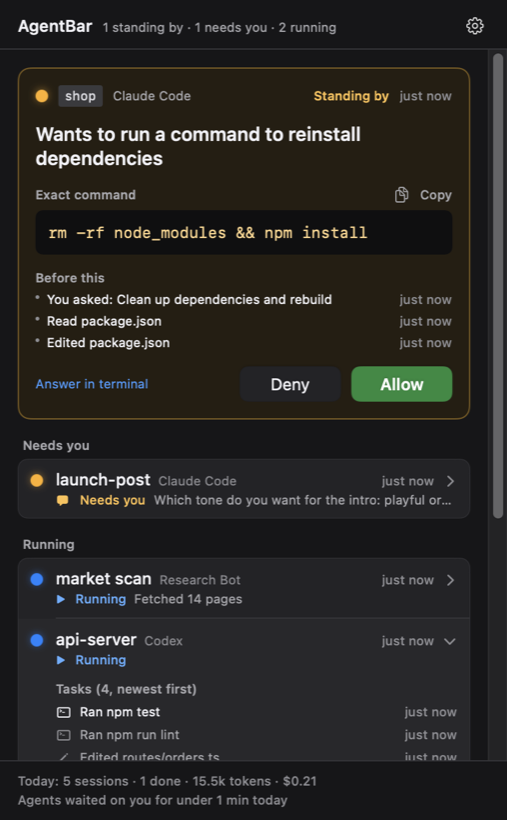 AgentBar 1 standing by · 1 needs you · 2 running
shop Claude Code Standing by just now
Wants to run a command to reinstall
dependencies
Exact command Copy
rm -rf node_modules && npm install
Before this
• You asked: Clean up dependencies and rebuild just now
• Read package.json just now
• Edited package.json just now
Answer in terminal Deny Allow
Needs you
launch-post Claude Code just now
Needs you Which tone do you want for the intro: playful or...
Running
market scan Research Bot just now
Running Fetched 14 pages
api-server Codex just now
Running
Tasks (4, newest first)
Ran npm test just now
Ran npm run lint just now
Edited routes/orders.ts just now
Today: 5 sessions · 1 done · 15.5k tokens · $0.21
Agents waited on you for under 1 min today